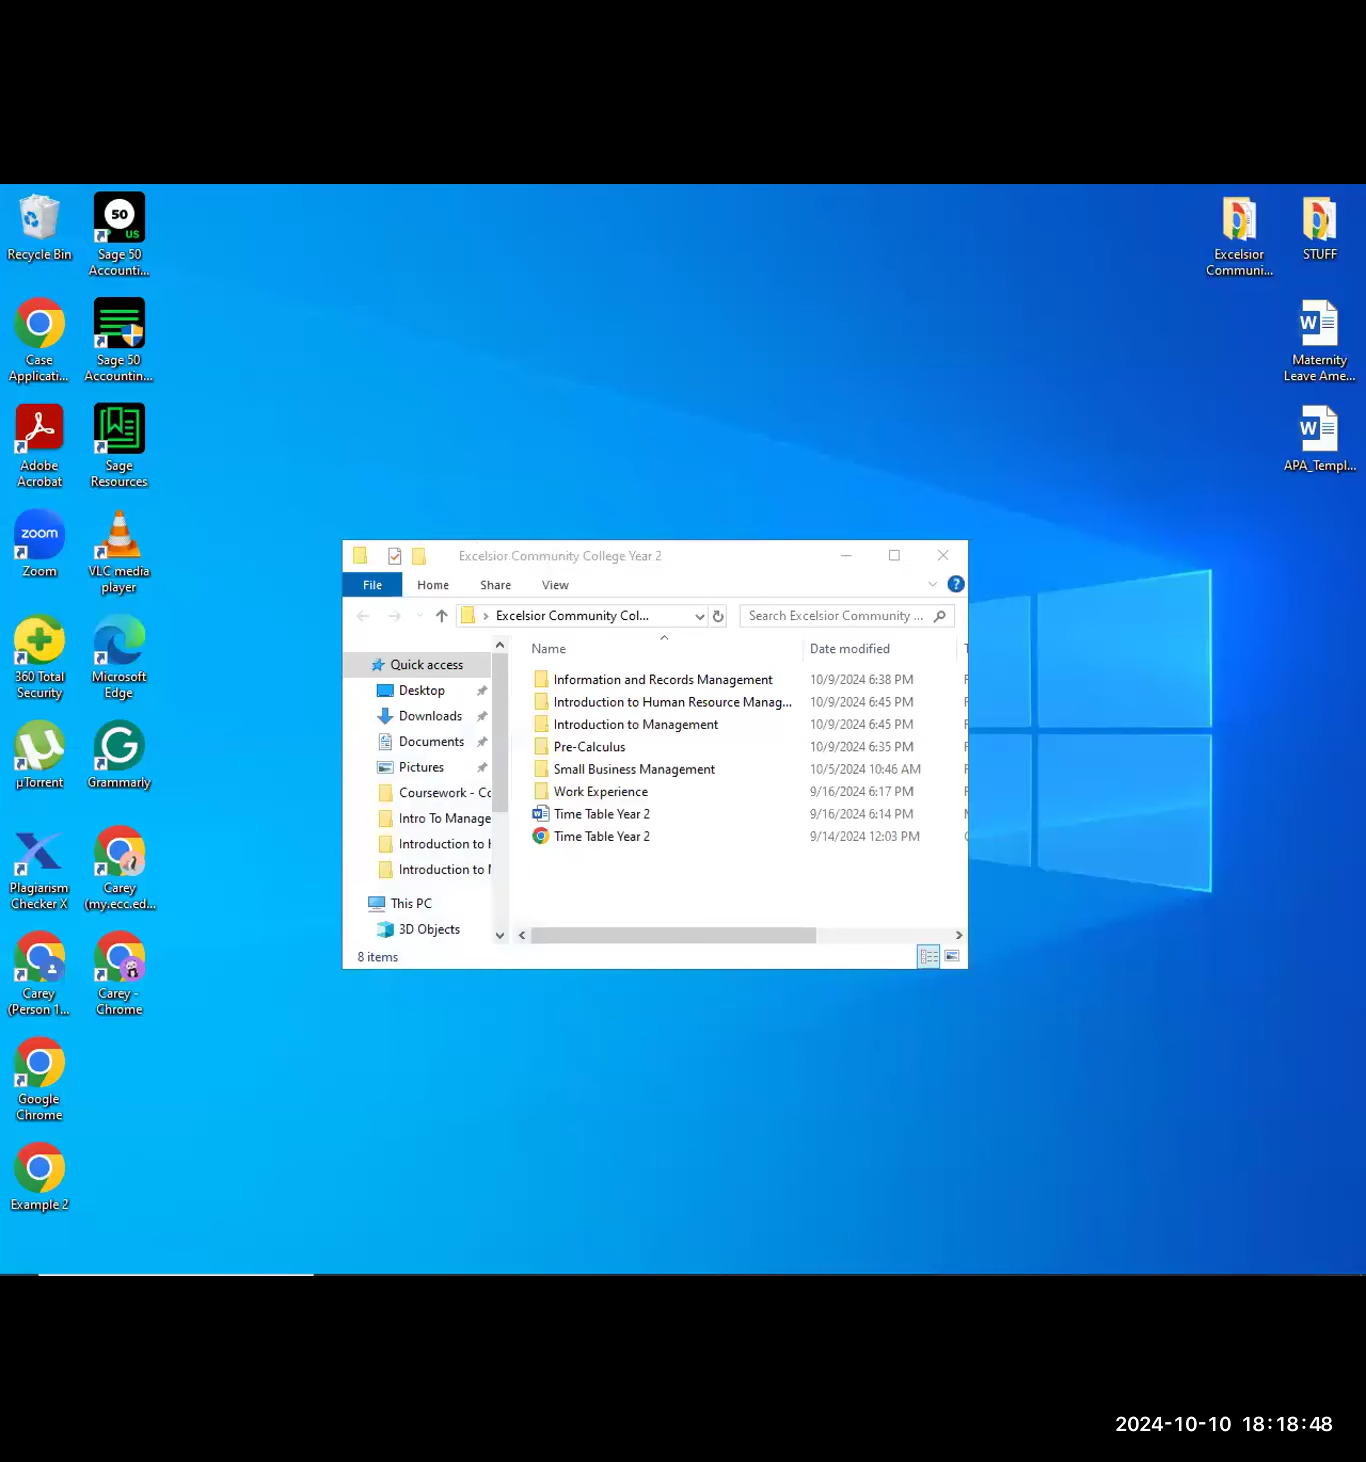 Recycle Bin
50
US
Sage 50
Accounti...
Case
Applicati...
Sage 50
Accountin...
Adobe
Acrobat
Sage
Resources
zoom
Zoom
VLC media
player
360 Total
Security
Microsoft
Edge
µTorrent
Grammarly
Plagiarism
Checker X
Carey
(my.ecc.ed...
Carey
(Person 1...
Carey -
Chrome
Google
Chrome
Example 2
Excelsior
Communi...
STUFF
W
Maternity
Leave Ame...
W
APA_Templ...
Excelsior Community College Year 2
File Home Share View
?
Excelsior Community Col...
Search Excelsior Community ...
Name Date modified
Quick access
Desktop
Downloads
Documents
Pictures
Coursework - Cc
Intro To Manage
Introduction to
Introduction to
This PC
3D Objects
Information and Records Management 10/9/2024 6:38 PM
Introduction to Human Resource Manag... 10/9/2024 6:45 PM
Introduction to Management 10/9/2024 6:45 PM
Pre-Calculus 10/9/2024 6:35 PM
Small Business Management 10/5/2024 10:46 AM
Work Experience 9/16/2024 6:17 PM
Time Table Year 2 9/16/2024 6:14 PM
Time Table Year 2 9/14/2024 12:03 PM
8 items
2024-10-10 18:18:48